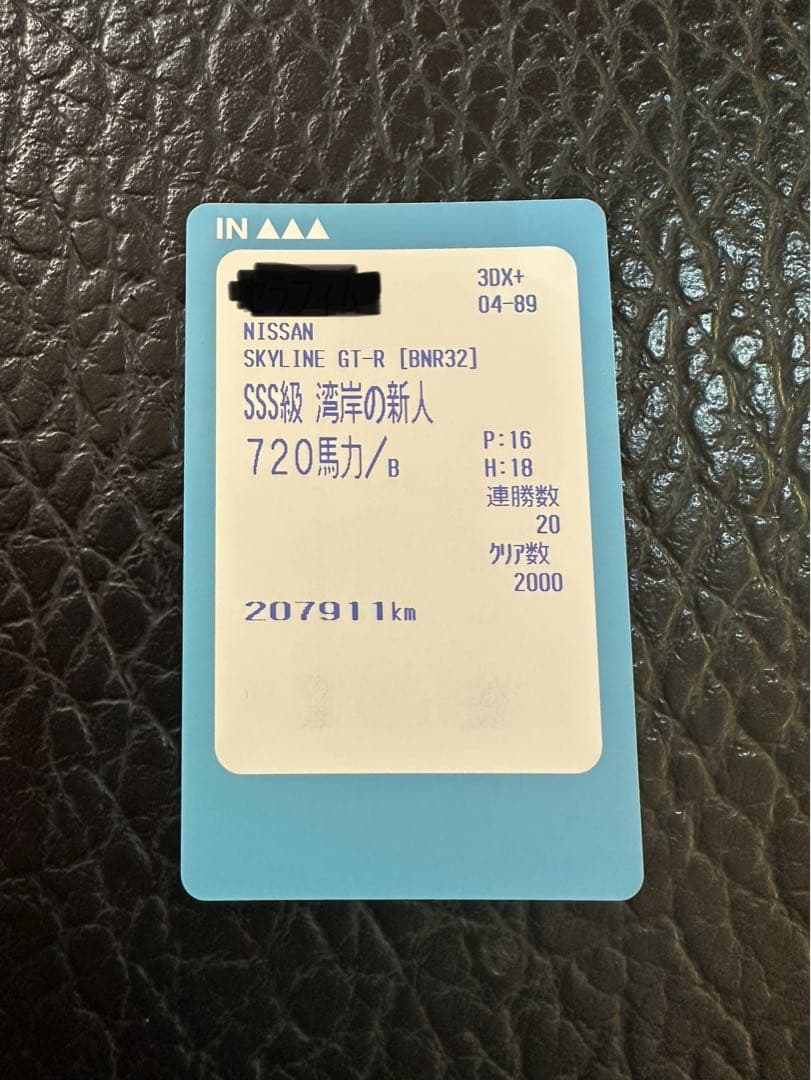 IN ▲▲▲
3DX+
04-89
NISSAN
SKYLINE GT-R [BNR32]
SSS級 湾岸の新人
720馬力/B
P:16
H:18
連勝数
20
クリア数
2000
207911km